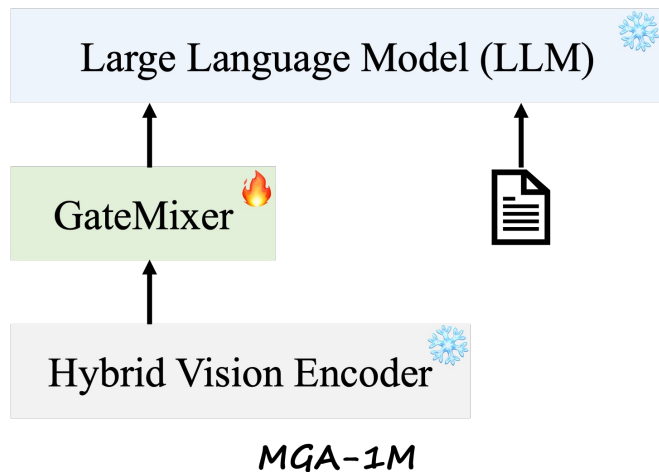 Large Language Model (LLM)
GateMixer
Hybrid Vision Encoder
MGA-1M